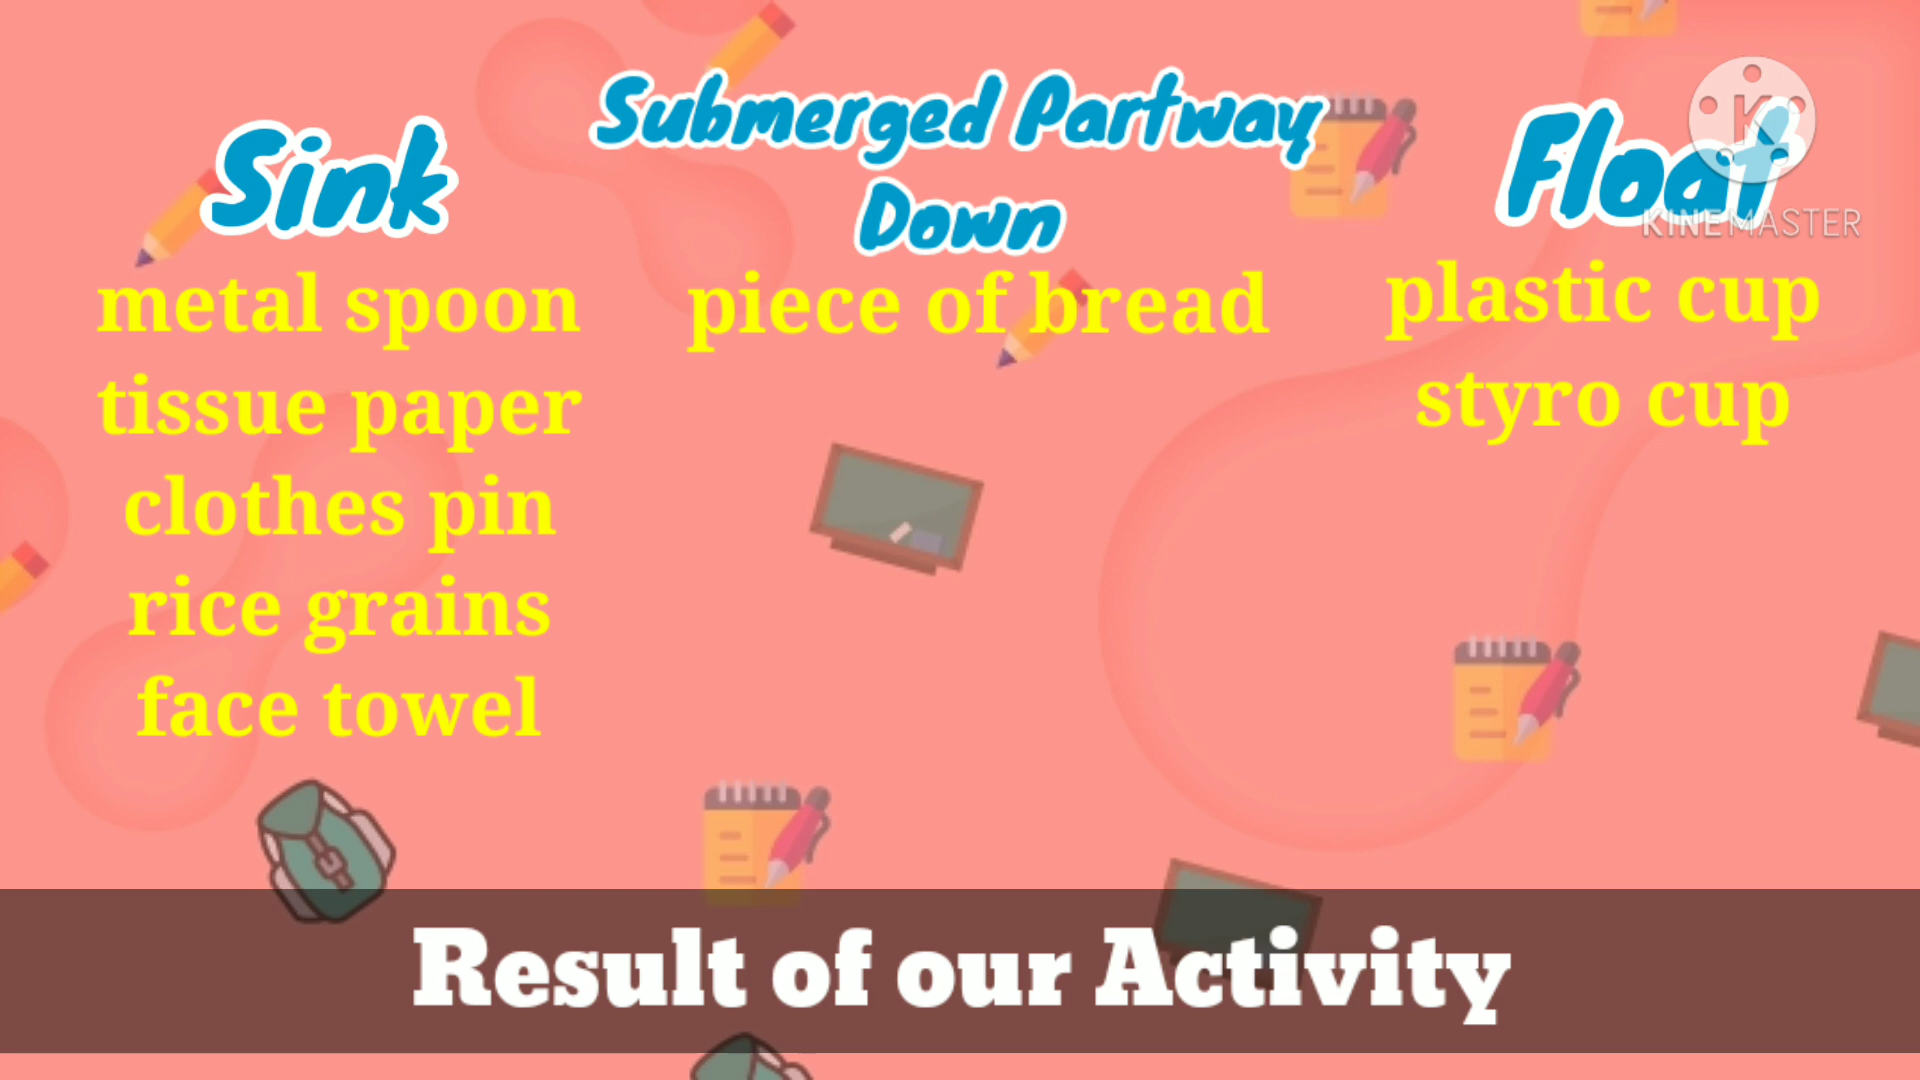 Sink
metal spoon
tissue paper
clothes pin
rice grains
face towel
Submerged Partway
Down
piece of bread
Float
plastic cup
styro cup
K
KINEMASTER
Result of our Activity